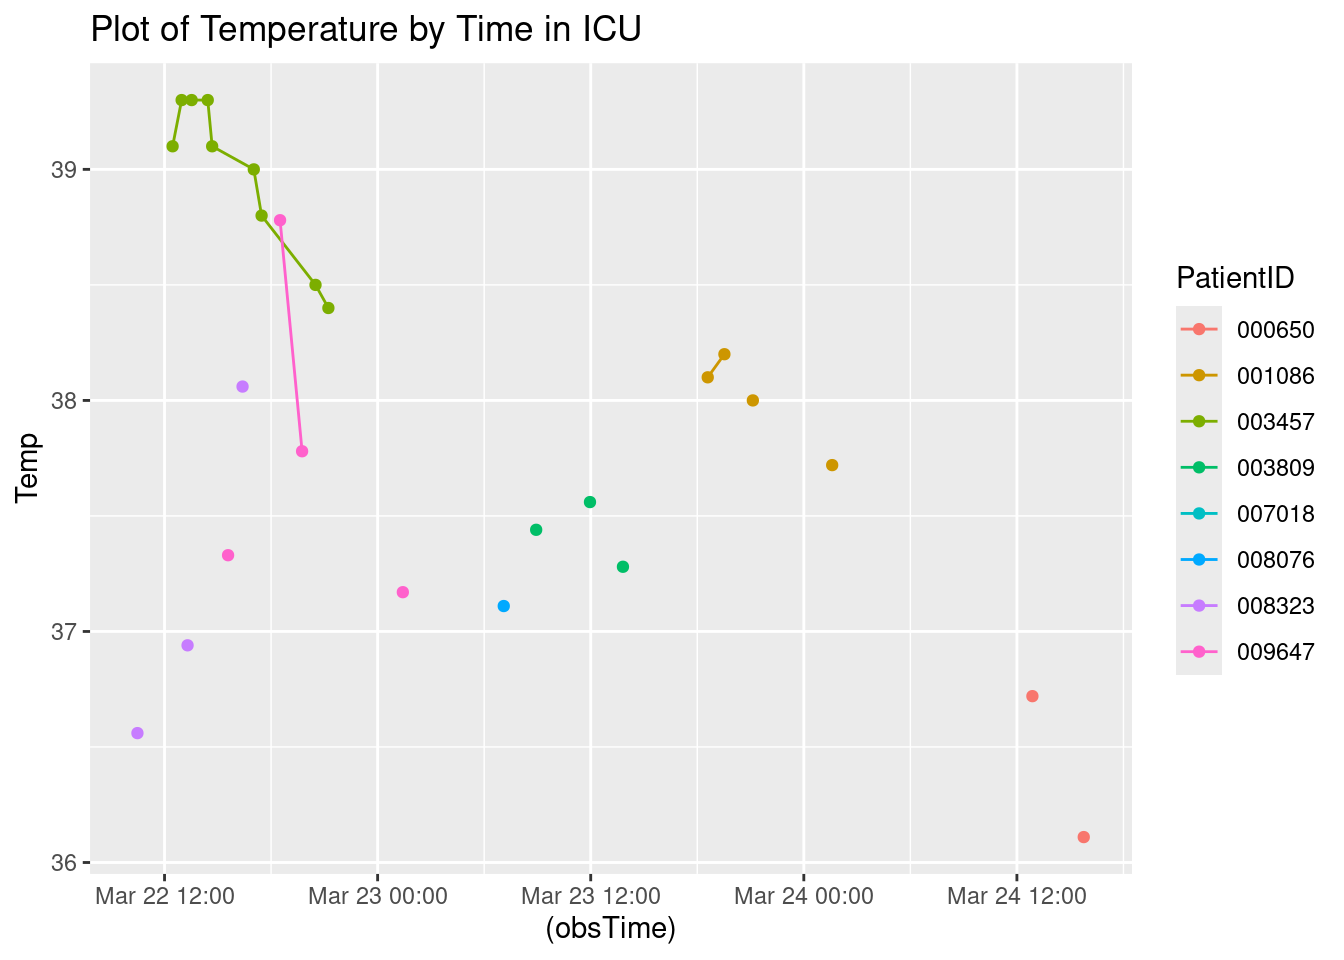 Plot of Temperature by Time in ICU
39
38
37
36
Temp
Mar 22 12:00
Mar 23 00:00
Mar 23 12:00
Mar 24 00:00
Mar 24 12:00
(obsTime)
PatientID
000650
001086
003457
003809
007018
008076
008323
009647